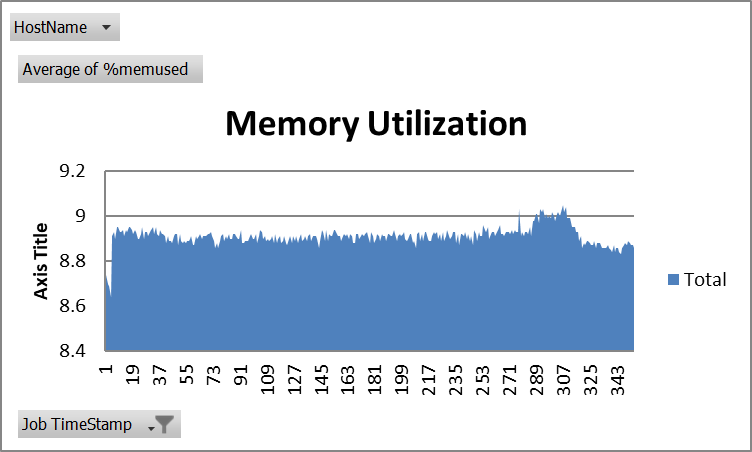 HostName
Average of %memused
Memory Utilization
9.2
9
8.8
8.6
8.4
Axis Title
Total
1 19 37 55 73 91 109 127 145 163 181 199 217 235 253 271 289 307 325 343
Job TimeStamp